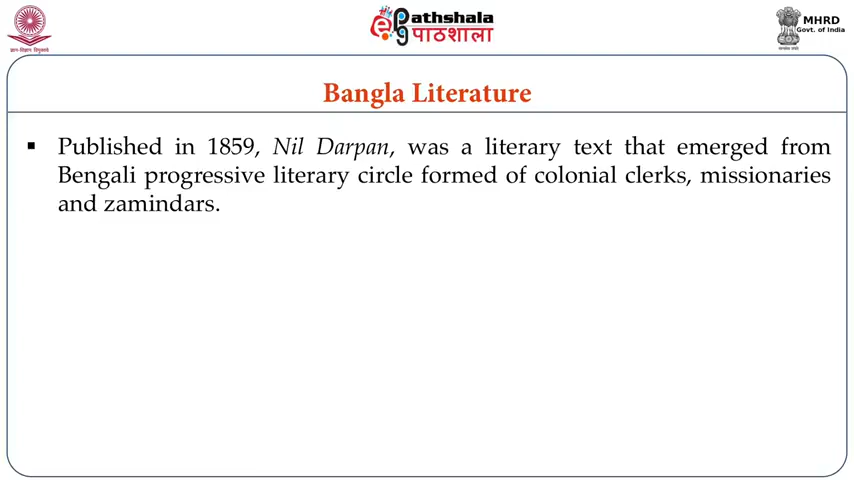 ePathshala
पाठशाला
MHRD
Govt. of India
Bangla Literature
▪ Published in 1859, Nil Darpan, was a literary text that emerged from
Bengali progressive literary circle formed of colonial clerks, missionaries
and zamindars.